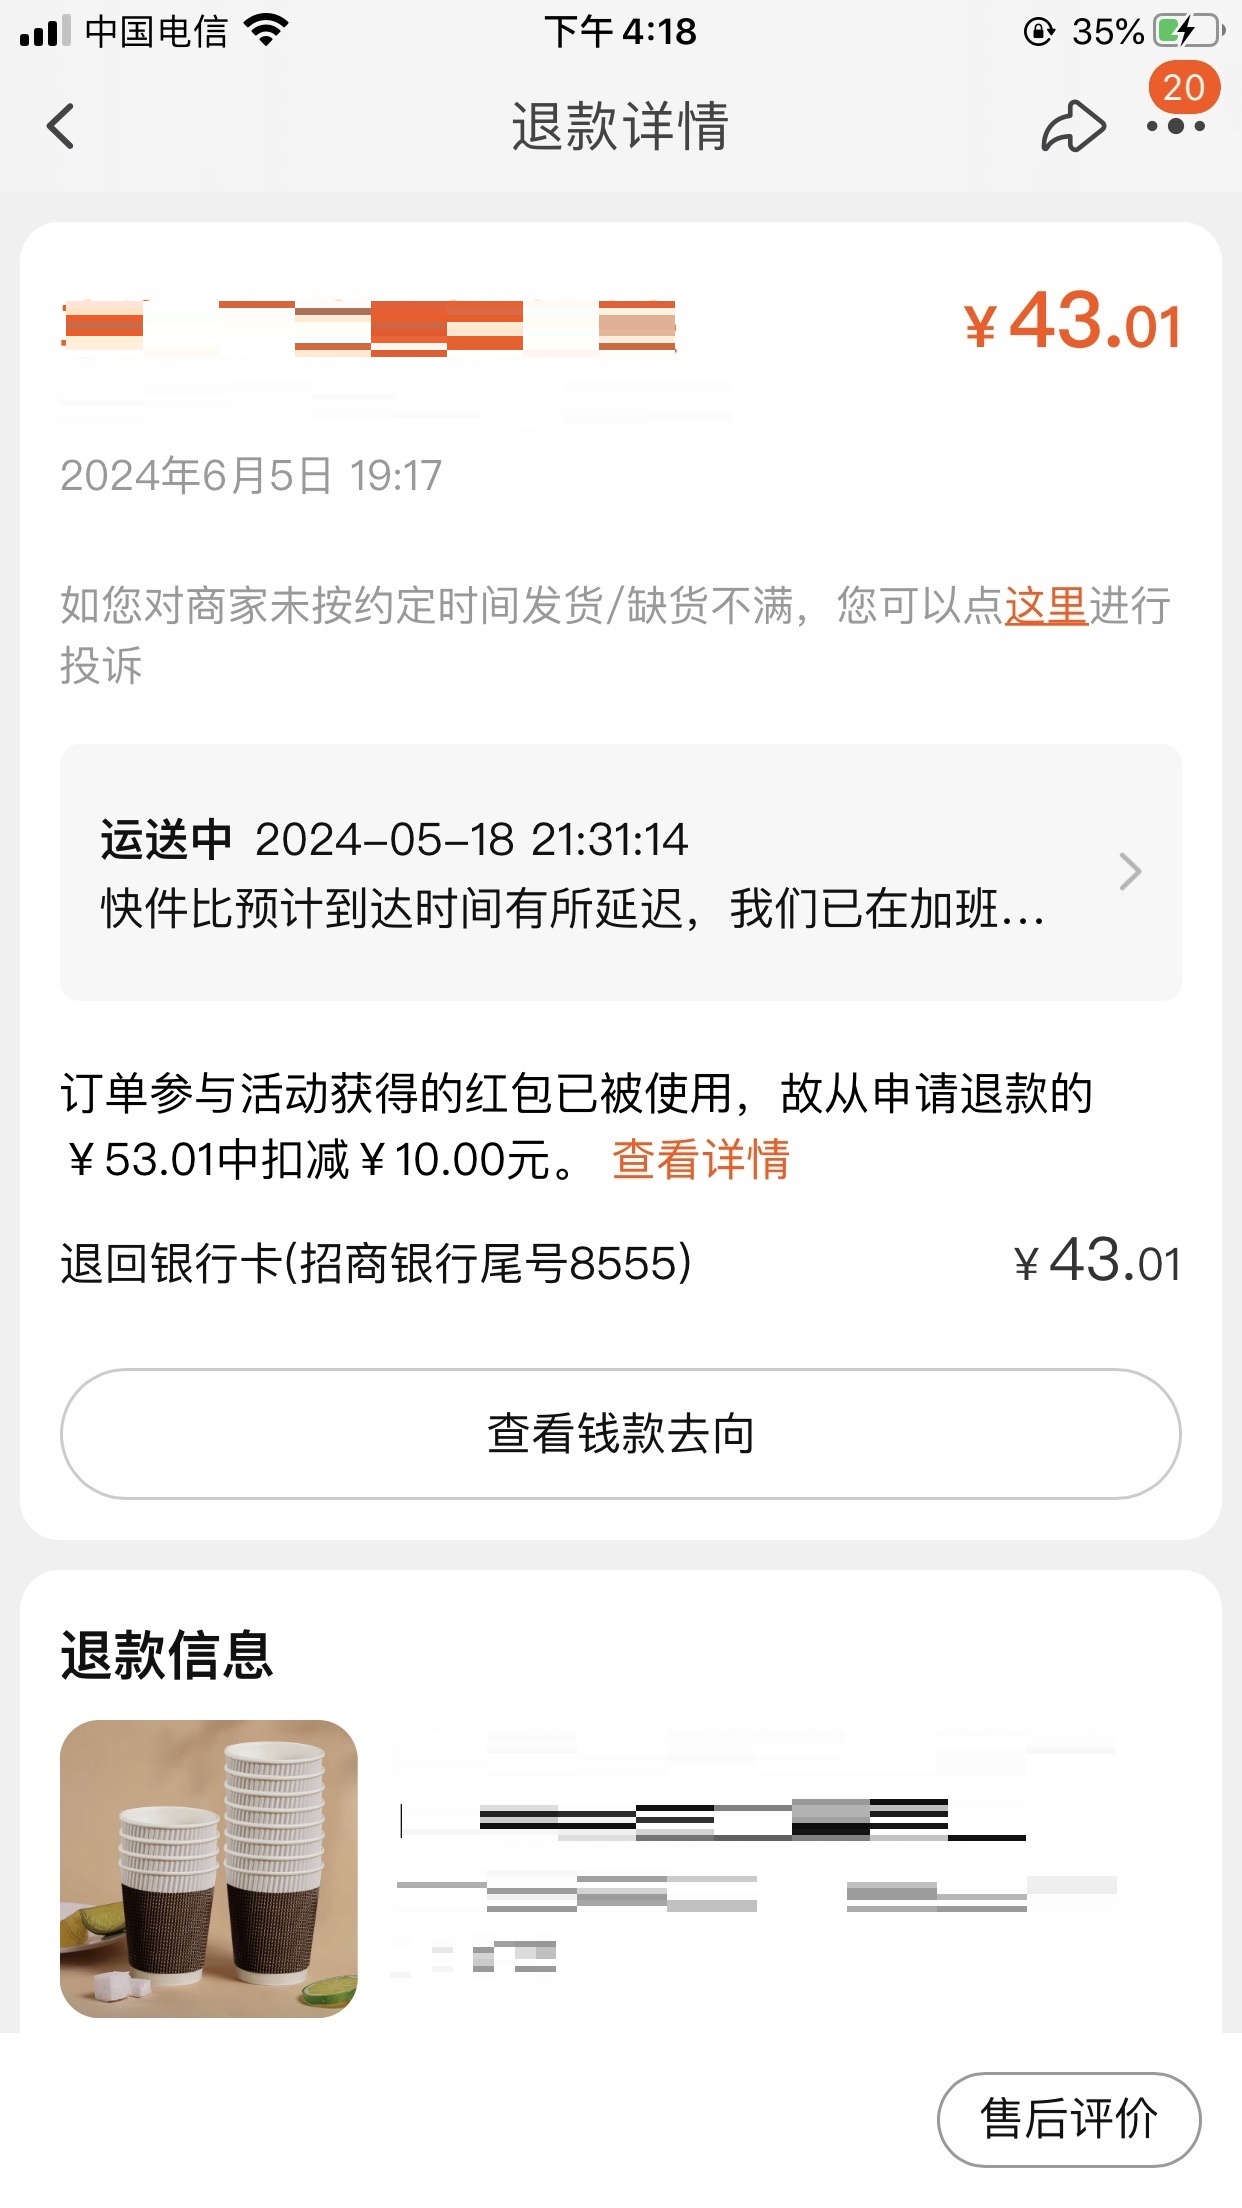 中国电信
下午 4:18
35%
20
退款详情
¥43.01
2024年6月5日 19:17
如您对商家未按约定时间发货/缺货不满，您可以点这里进行
投诉
运送中 2024-05-18 21:31:14
快件比预计到达时间有所延迟，我们已在加班...
订单参与活动获得的红包已被使用，故从申请退款的
¥53.01中扣减¥10.00元。 查看详情
退回银行卡(招商银行尾号8555) ¥43.01
查看钱款去向
退款信息
售后评价